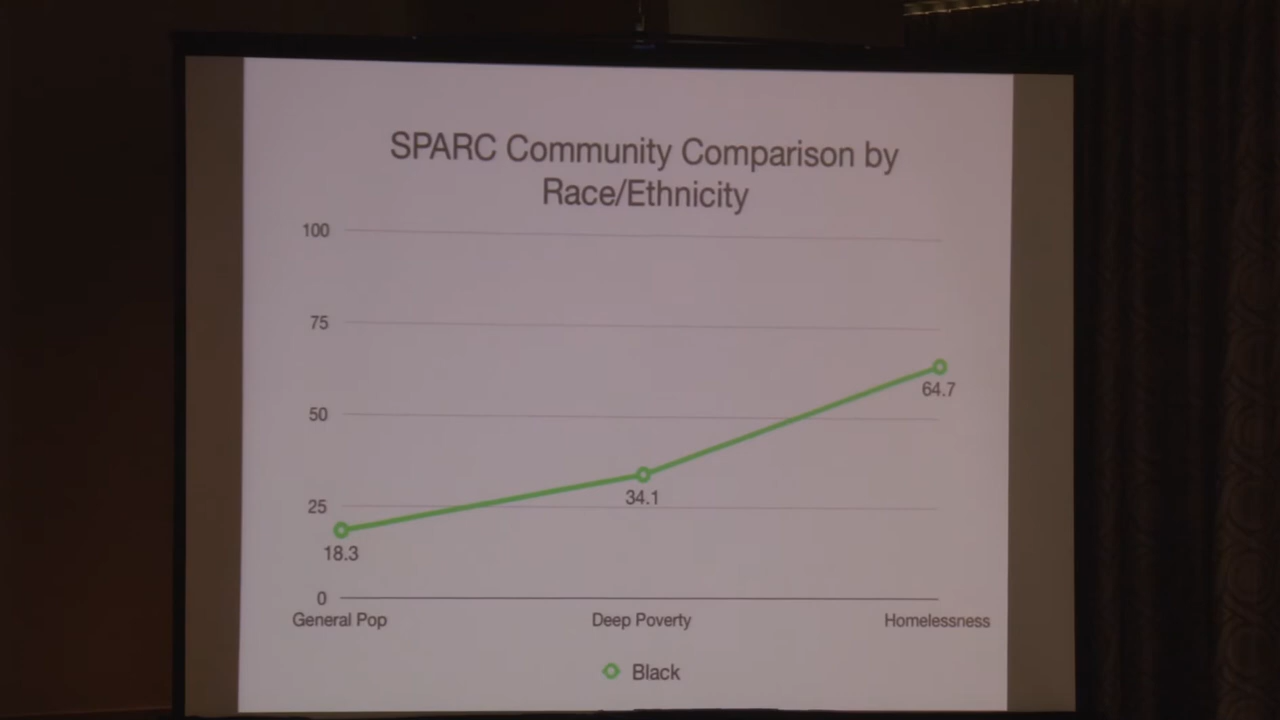 SPARC Community Comparison by
Race/Ethnicity
100
75
50
25
0
64.7
34.1
18.3
General Pop Deep Poverty Homelessness
Black